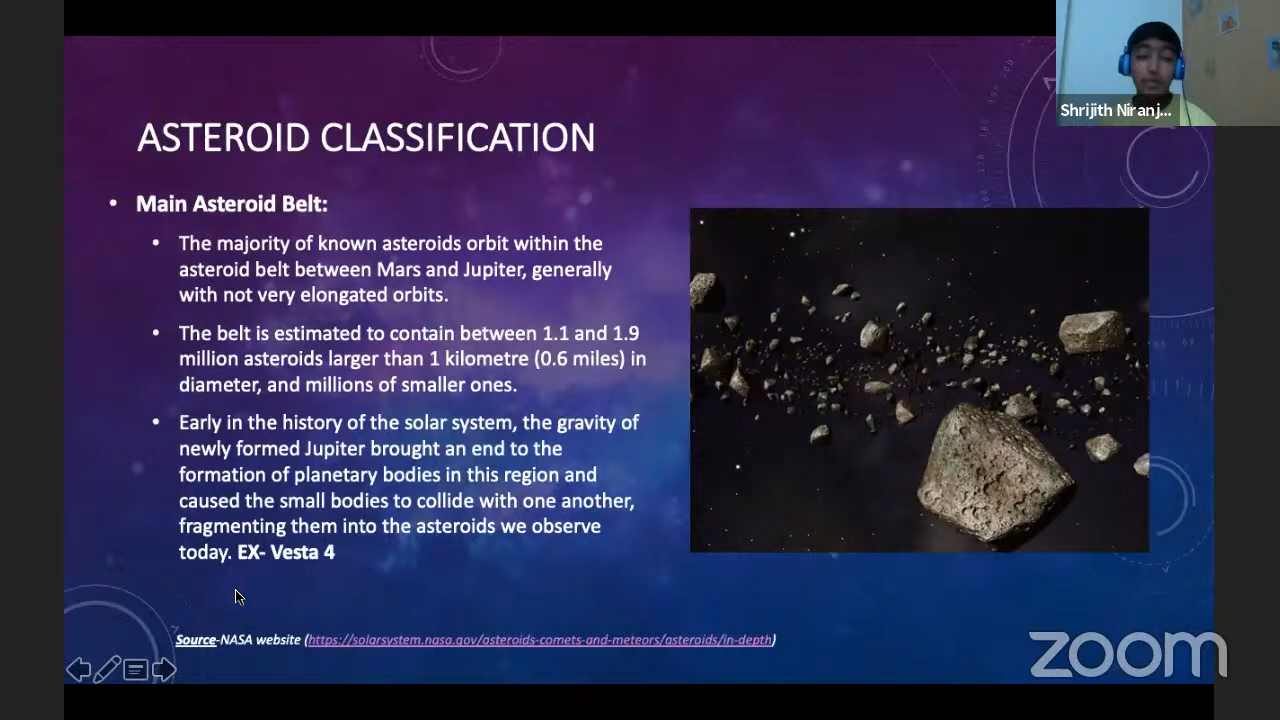 Shrijith Niranj...
ASTEROID CLASSIFICATION
• Main Asteroid Belt:
• The majority of known asteroids orbit within the
asteroid belt between Mars and Jupiter, generally
with not very elongated orbits.
• The belt is estimated to contain between 1.1 and 1.9
million asteroids larger than 1 kilometre (0.6 miles) in
diameter, and millions of smaller ones.
• Early in the history of the solar system, the gravity of
newly formed Jupiter brought an end to the
formation of planetary bodies in this region and
caused the small bodies to collide with one another,
fragmenting them into the asteroids we observe
today. EX- Vesta 4
Source-NASA website (https://solarsystem.nasa.gov/asteroids-comets-and-meteors/asteroids/in-depth)
zoom